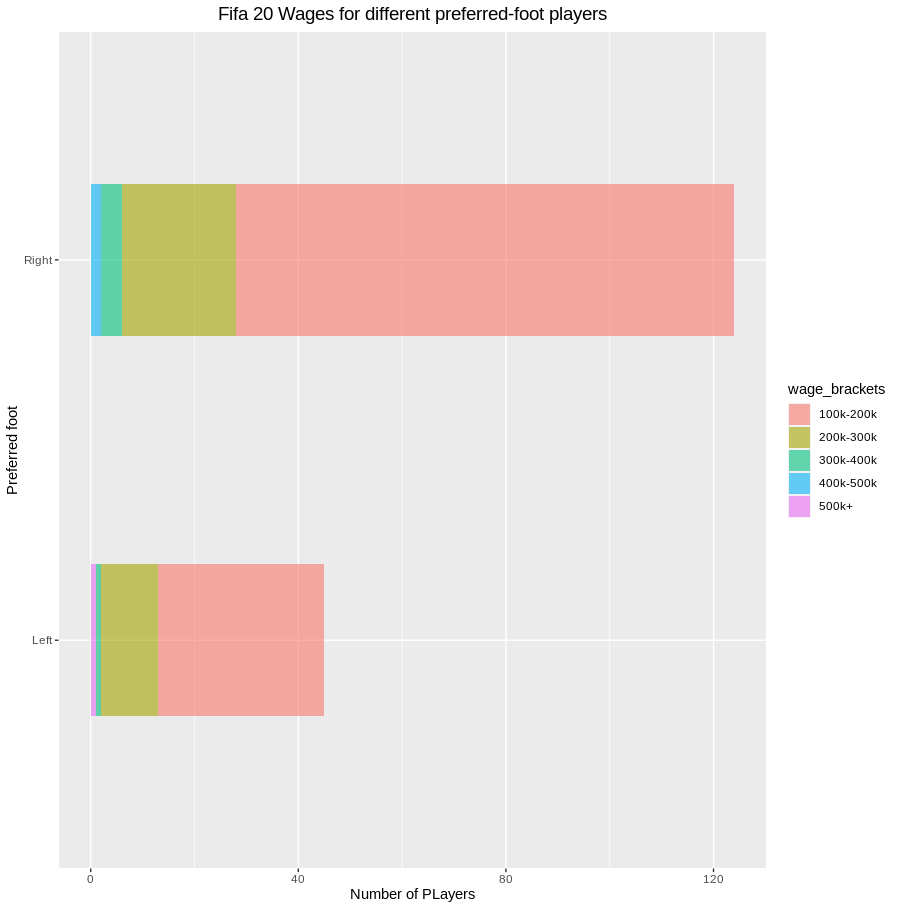 Fifa 20 Wages for different preferred-foot players
Preferred foot
Right
Left
0 40 80 120
Number of PLayers
wage_brackets
100k-200k
200k-300k
300k-400k
400k-500k
500k+